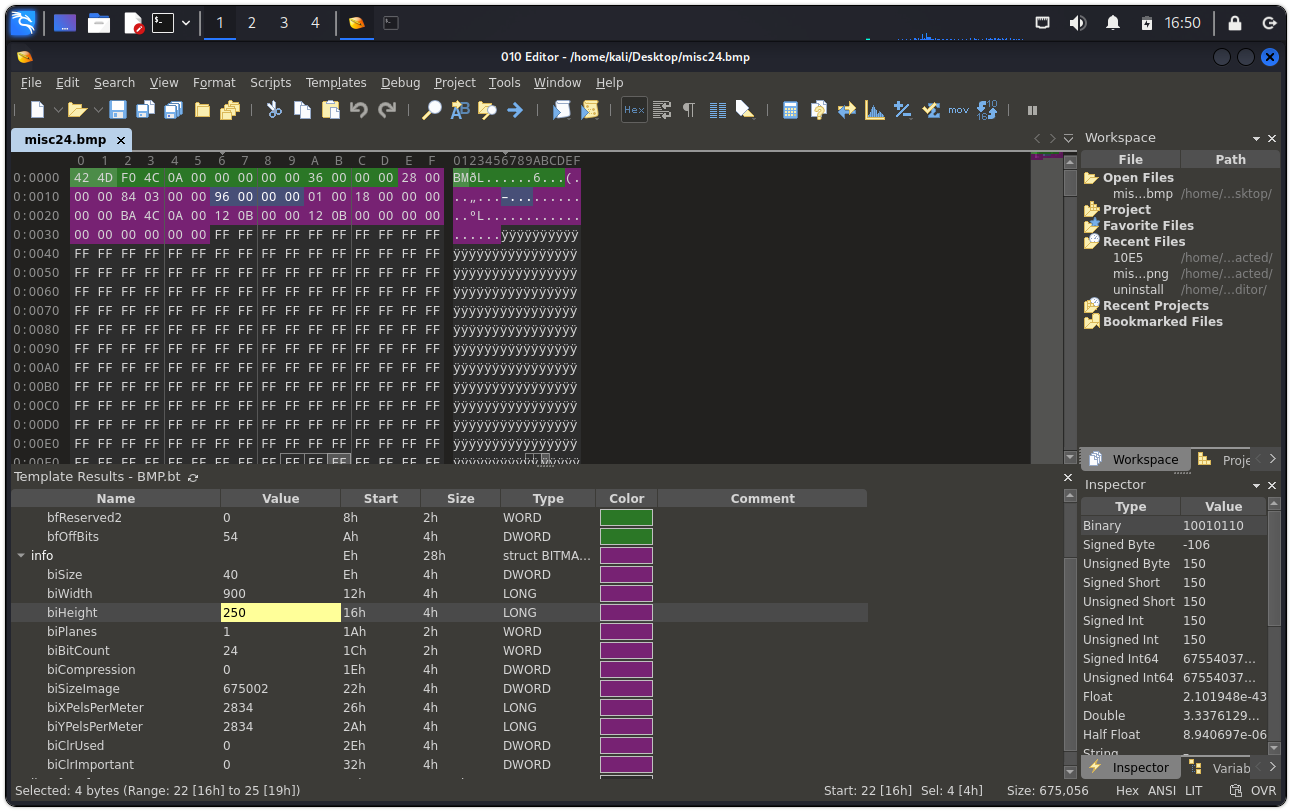 1 2 3 4 16:50
010 Editor - /home/kali/Desktop/misc24.bmp
File Edit Search View Format Scripts Templates Debug Project Tools Window Help
misc24.bmp
Workspace
0 1 2 3 4 5 6 7 8 9 A B C D E F 0123456789ABCDEF
File Path
0:0000 42 4D F0 4C 0A 00 00 00 00 00 36 00 00 00 28 00 BMðL......6...(.
Open Files
0:0010 00 00 84 03 00 00 96 00 00 00 01 00 18 00 00 00 ..„...–.........
mis...bmp /home/...sktop/
0:0020 00 00 BA 4C 0A 00 12 0B 00 00 12 0B 00 00 00 00 ..ºL............
Project
0:0030 00 00 00 00 00 00 FF FF FF FF FF FF FF FF FF FF ......ÿÿÿÿÿÿÿÿÿÿ
Favorite Files
0:0040 FF FF FF FF FF FF FF FF FF FF FF FF FF FF FF FF ÿÿÿÿÿÿÿÿÿÿÿÿÿÿÿÿ
Recent Files
0:0050 FF FF FF FF FF FF FF FF FF FF FF FF FF FF FF FF ÿÿÿÿÿÿÿÿÿÿÿÿÿÿÿÿ
10E5 /home/...acted/
0:0060 FF FF FF FF FF FF FF FF FF FF FF FF FF FF FF FF ÿÿÿÿÿÿÿÿÿÿÿÿÿÿÿÿ
mis...png /home/...acted/
0:0070 FF FF FF FF FF FF FF FF FF FF FF FF FF FF FF FF ÿÿÿÿÿÿÿÿÿÿÿÿÿÿÿÿ
uninstall /home/...ditor/
0:0080 FF FF FF FF FF FF FF FF FF FF FF FF FF FF FF FF ÿÿÿÿÿÿÿÿÿÿÿÿÿÿÿÿ
Recent Projects
0:0090 FF FF FF FF FF FF FF FF FF FF FF FF FF FF FF FF ÿÿÿÿÿÿÿÿÿÿÿÿÿÿÿÿ
Bookmarked Files
0:00A0 FF FF FF FF FF FF FF FF FF FF FF FF FF FF FF FF ÿÿÿÿÿÿÿÿÿÿÿÿÿÿÿÿ
0:00B0 FF FF FF FF FF FF FF FF FF FF FF FF FF FF FF FF ÿÿÿÿÿÿÿÿÿÿÿÿÿÿÿÿ
0:00C0 FF FF FF FF FF FF FF FF FF FF FF FF FF FF FF FF ÿÿÿÿÿÿÿÿÿÿÿÿÿÿÿÿ
0:00D0 FF FF FF FF FF FF FF FF FF FF FF FF FF FF FF FF ÿÿÿÿÿÿÿÿÿÿÿÿÿÿÿÿ
0:00E0 FF FF FF FF FF FF FF FF FF FF FF FF FF FF FF FF ÿÿÿÿÿÿÿÿÿÿÿÿÿÿÿÿ
Workspace Proje
Template Results - BMP.bt
Inspector
Name Value Start Size Type Color Comment
bfReserved2 0 8h 2h WORD
bfOffBits 54 Ah 4h DWORD
info Eh 28h struct BITMA...
biSize 40 Eh 4h DWORD
biWidth 900 12h 4h LONG
biHeight 250 16h 4h LONG
biPlanes 1 1Ah 2h WORD
biBitCount 24 1Ch 2h WORD
biCompression 0 1Eh 4h DWORD
biSizeImage 675002 22h 4h DWORD
biXPelsPerMeter 2834 26h 4h LONG
biYPelsPerMeter 2834 2Ah 4h LONG
biClrUsed 0 2Eh 4h DWORD
biClrImportant 0 32h 4h DWORD
Type Value
Binary 10010110
Signed Byte -106
Unsigned Byte 150
Signed Short 150
Unsigned Short 150
Signed Int 150
Unsigned Int 150
Signed Int64 67554037...
Unsigned Int64 67554037...
Float 2.101948e-43
Double 3.3376129...
Half Float 8.940697e-06
String
Inspector Variab
Selected: 4 bytes (Range: 22 [16h] to 25 [19h]) Start: 22 [16h] Sel: 4 [4h] Size: 675,056 Hex ANSI LIT OVR